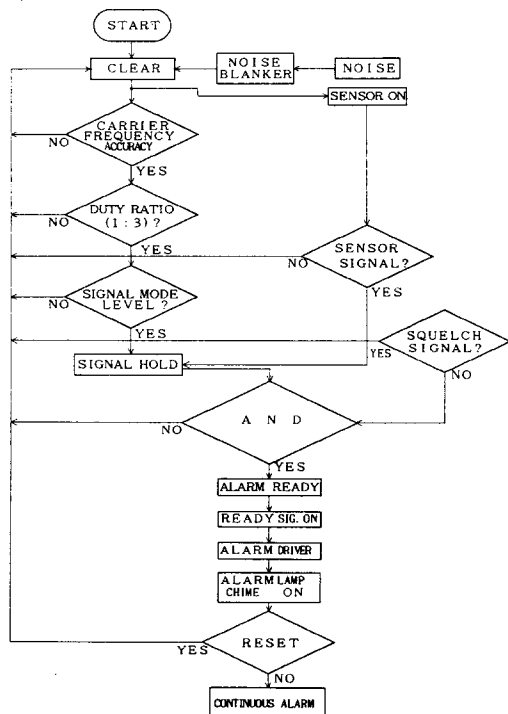 START
CLEAR
NOISE
BLANKER
NOISE
SENSOR ON
CARRIER
FREQUENCY
ACCURACY
NO
YES
DUTY RATIO
(1:3)?
NO
YES
SENSOR
SIGNAL?
NO
YES
SIGNAL MODE
LEVEL?
NO
YES
SQUELCH
SIGNAL?
YES
NO
SIGNAL HOLD
AND
NO
YES
ALARM READY
READY SIG. ON
ALARM DRIVER
ALARM LAMP
CHIME ON
RESET
YES
NO
CONTINUOUS ALARM